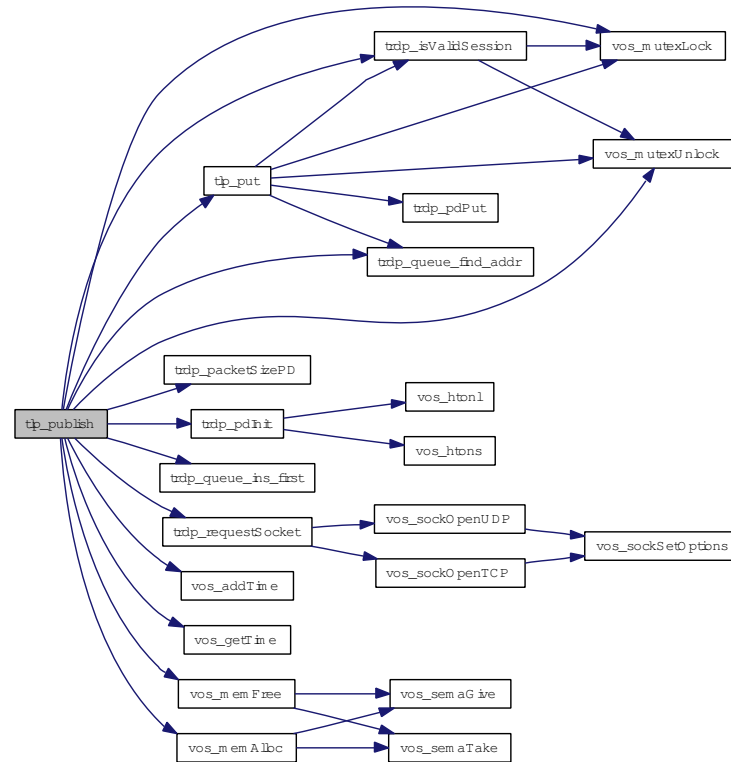 trdp_isValidSession
vos_mutexLock
vos_mutexUnlock
tlp_put
trdp_pdPut
trdp_queue_find_addr
trdp_packetSizePD
vos_htonl
tlp_publish
trdp_pdInit
vos_htons
trdp_queue_ins_first
vos_sockOpenUDP
trdp_requestSocket
vos_sockSetOptions
vos_sockOpenTCP
vos_addTime
vos_getTime
vos_memFree
vos_semaGive
vos_memAlloc
vos_semaTake